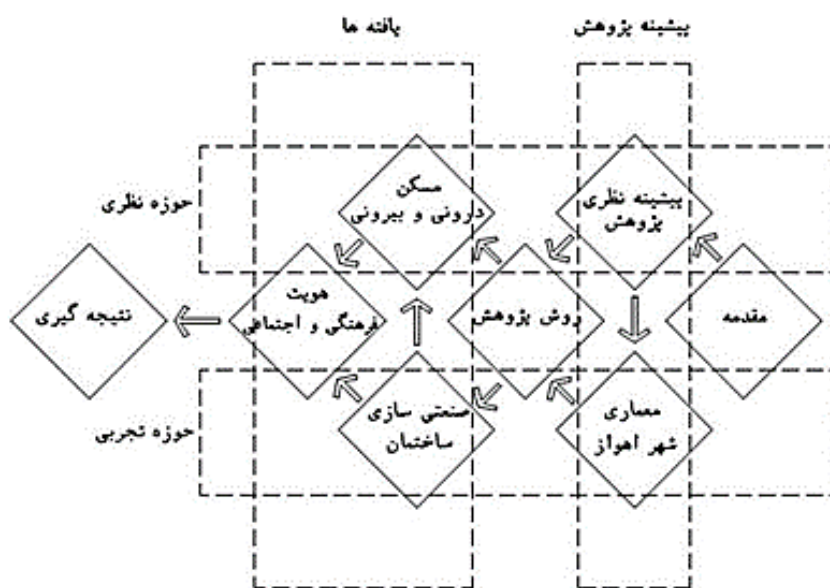 پیشینه پژوهش
یافته ها
حوزه نظری
پیشینه نظری
پژوهش
مسکن
درونی و بیرونی
مقدمه
روش پژوهش
هویت
فرهنگی و اجتماعی
نتیجه گیری
حوزه تجربی
معماری
شهر اهواز
صنعتی سازی
ساختمان